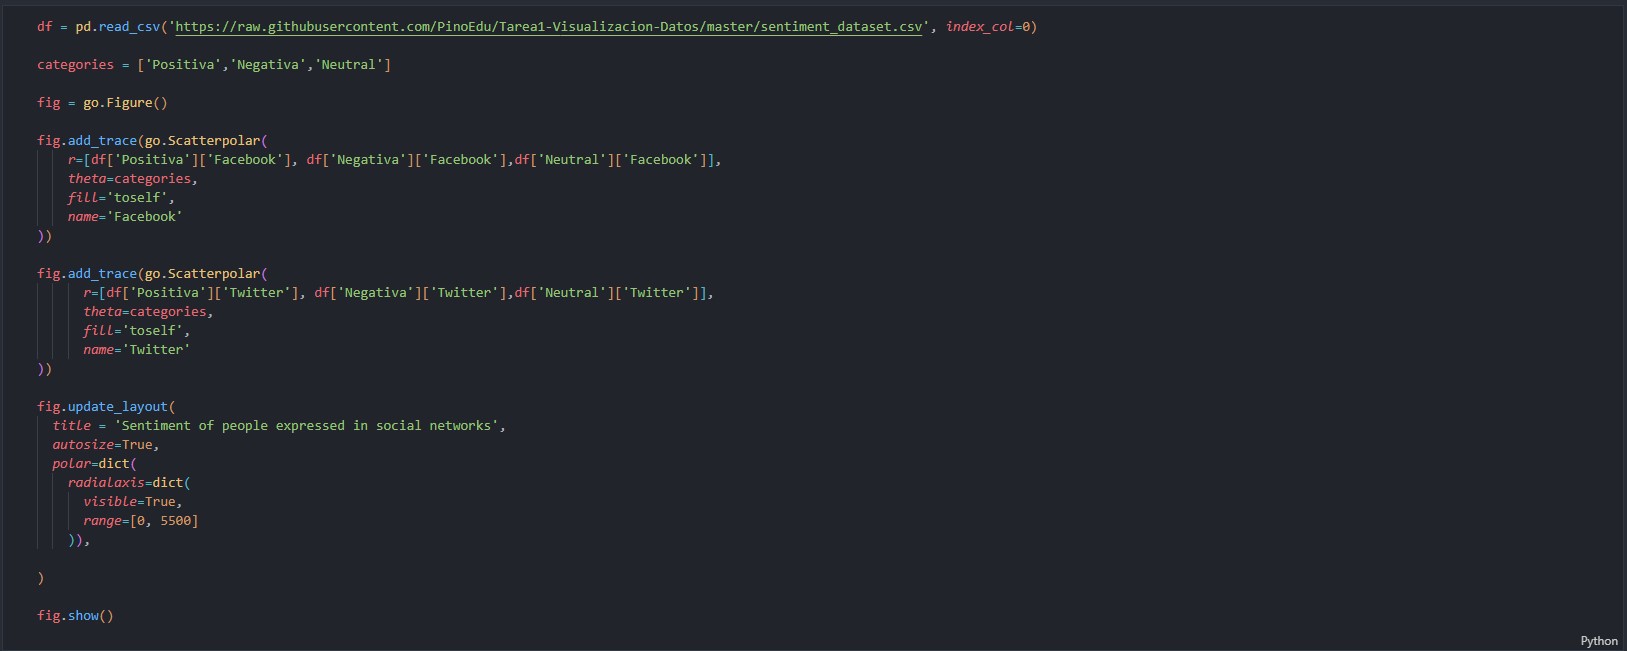 df = pd.read_csv('https://raw.githubusercontent.com/PinoEdu/Tarea1-Visualizacion-Datos/master/sentiment_dataset.csv', index_col=0)
categories = ['Positiva','Negativa','Neutral']
fig = go.Figure()
fig.add_trace(go.Scatterpolar(
r=[df['Positiva']['Facebook'], df['Negativa']['Facebook'],df['Neutral']['Facebook']],
theta=categories,
fill='toself',
name='Facebook'
))
fig.add_trace(go.Scatterpolar(
r=[df['Positiva']['Twitter'], df['Negativa']['Twitter'],df['Neutral']['Twitter']],
theta=categories,
fill='toself',
name='Twitter'
))
fig.update_layout(
title = 'Sentiment of people expressed in social networks',
autosize=True,
polar=dict(
radialaxis=dict(
visible=True,
range=[0, 5500]
)),
)
fig.show()
Python